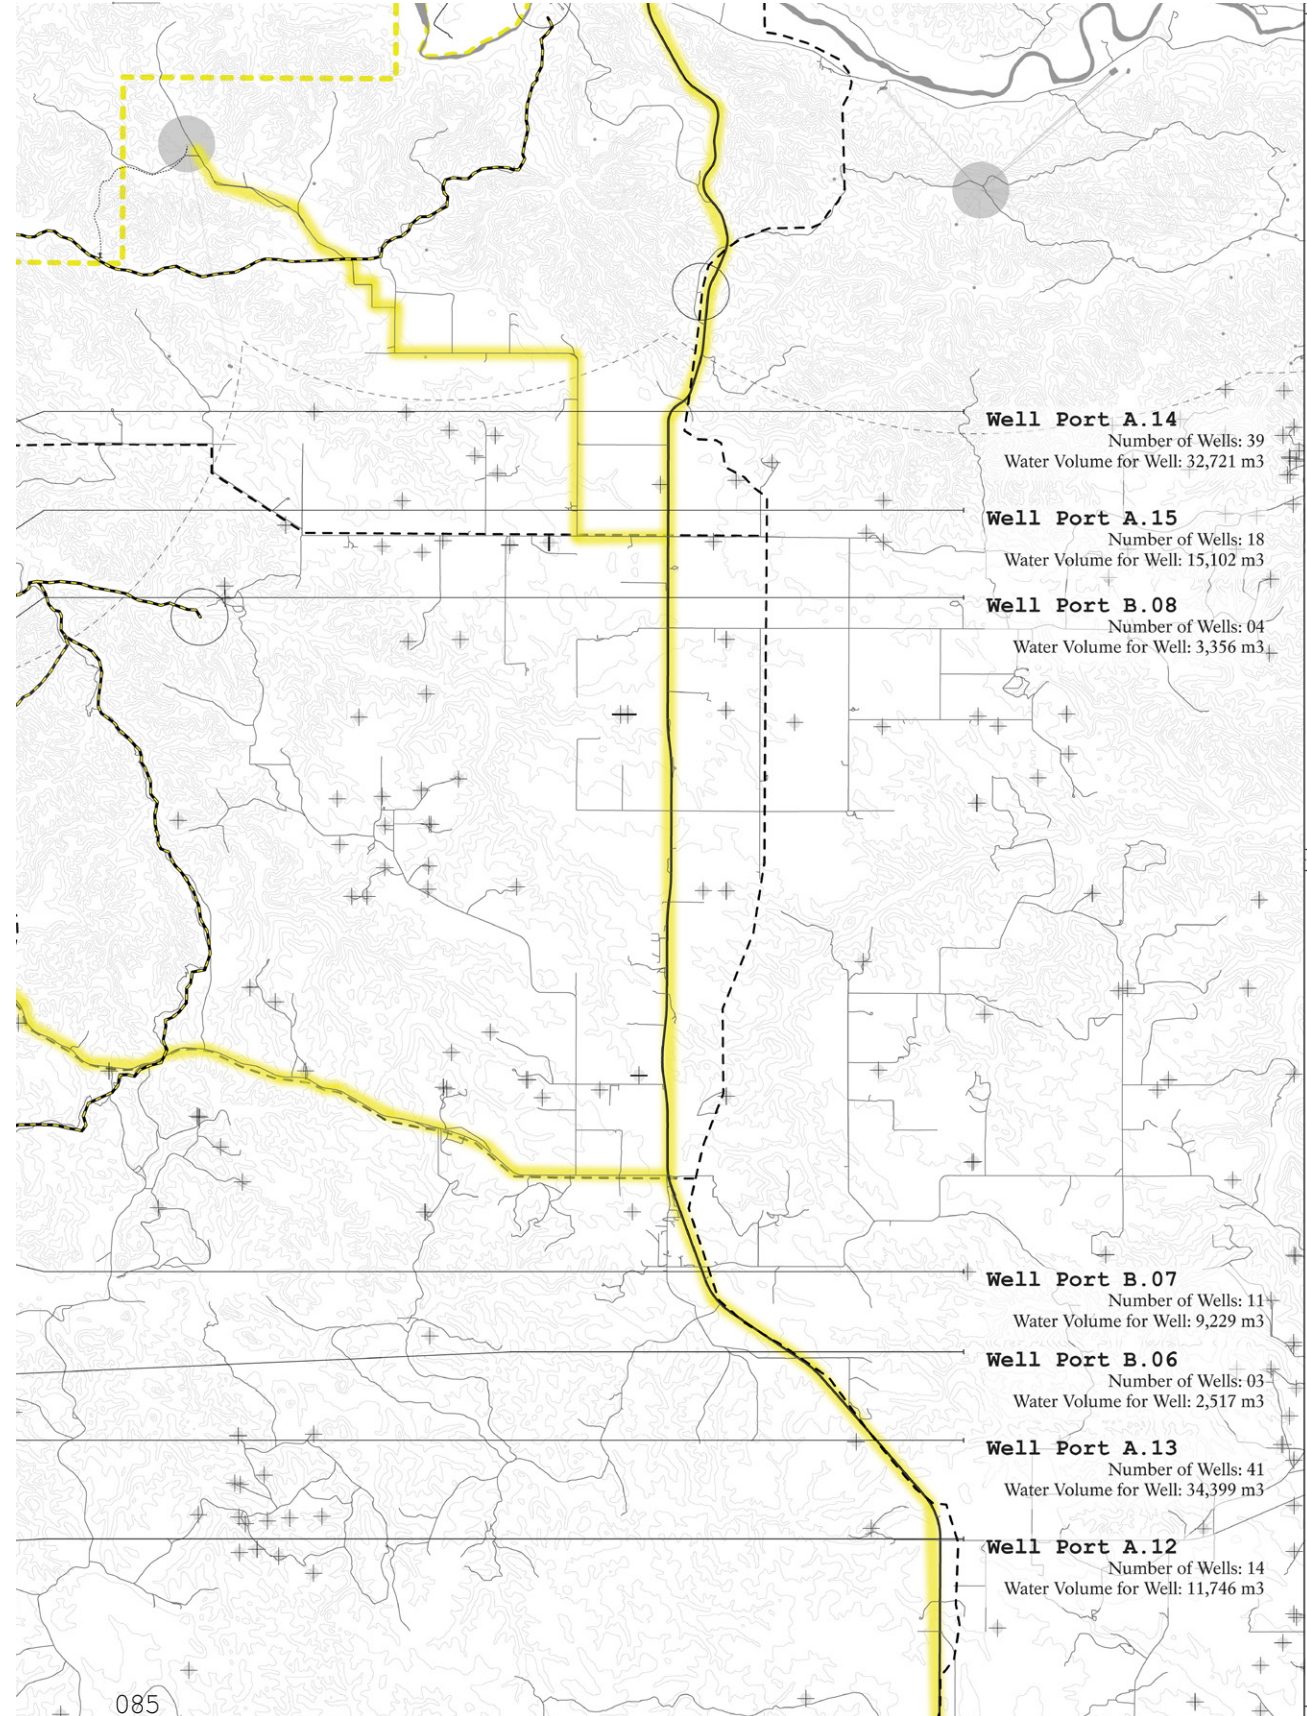 Well Port A.14
Number of Wells: 39
Water Volume for Well: 32,721 m3
Well Port A.15
Number of Wells: 18
Water Volume for Well: 15,102 m3
Well Port B.08
Number of Wells: 04
Water Volume for Well: 3,356 m3
Well Port B.07
Number of Wells: 11
Water Volume for Well: 9,229 m3
Well Port B.06
Number of Wells: 03
Water Volume for Well: 2,517 m3
Well Port A.13
Number of Wells: 41
Water Volume for Well: 34,399 m3
Well Port A.12
Number of Wells: 14
Water Volume for Well: 11,746 m3
085